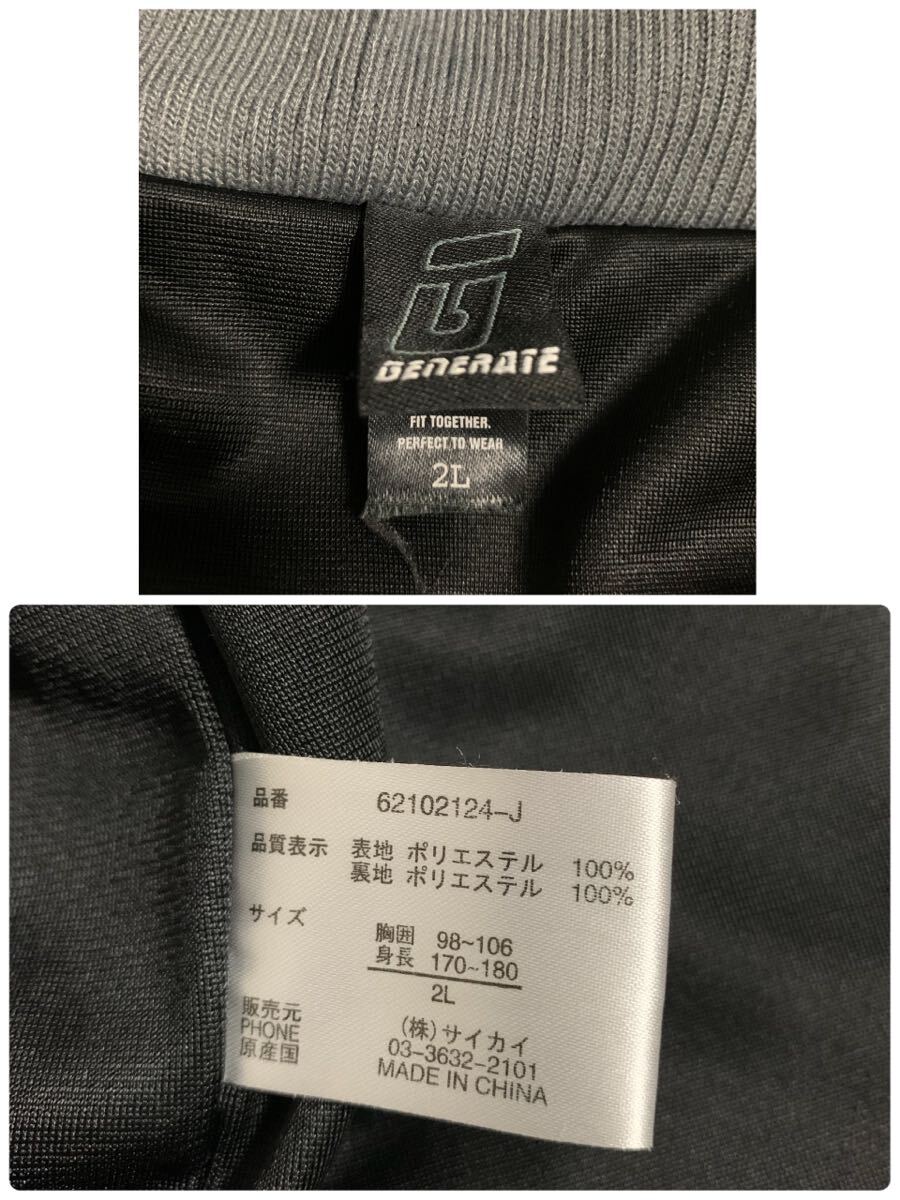 GENERATE
FIT TOGETHER.
PERFECT TO WEAR
2L
品番 62102124-J
品質表示 表地 ポリエステル 100%
裏地 ポリエステル 100%
サイズ
胸囲 98~106
身長 170~180
2L
販売元 (株)サイカイ
PHONE 03-3632-2101
原産国 MADE IN CHINA